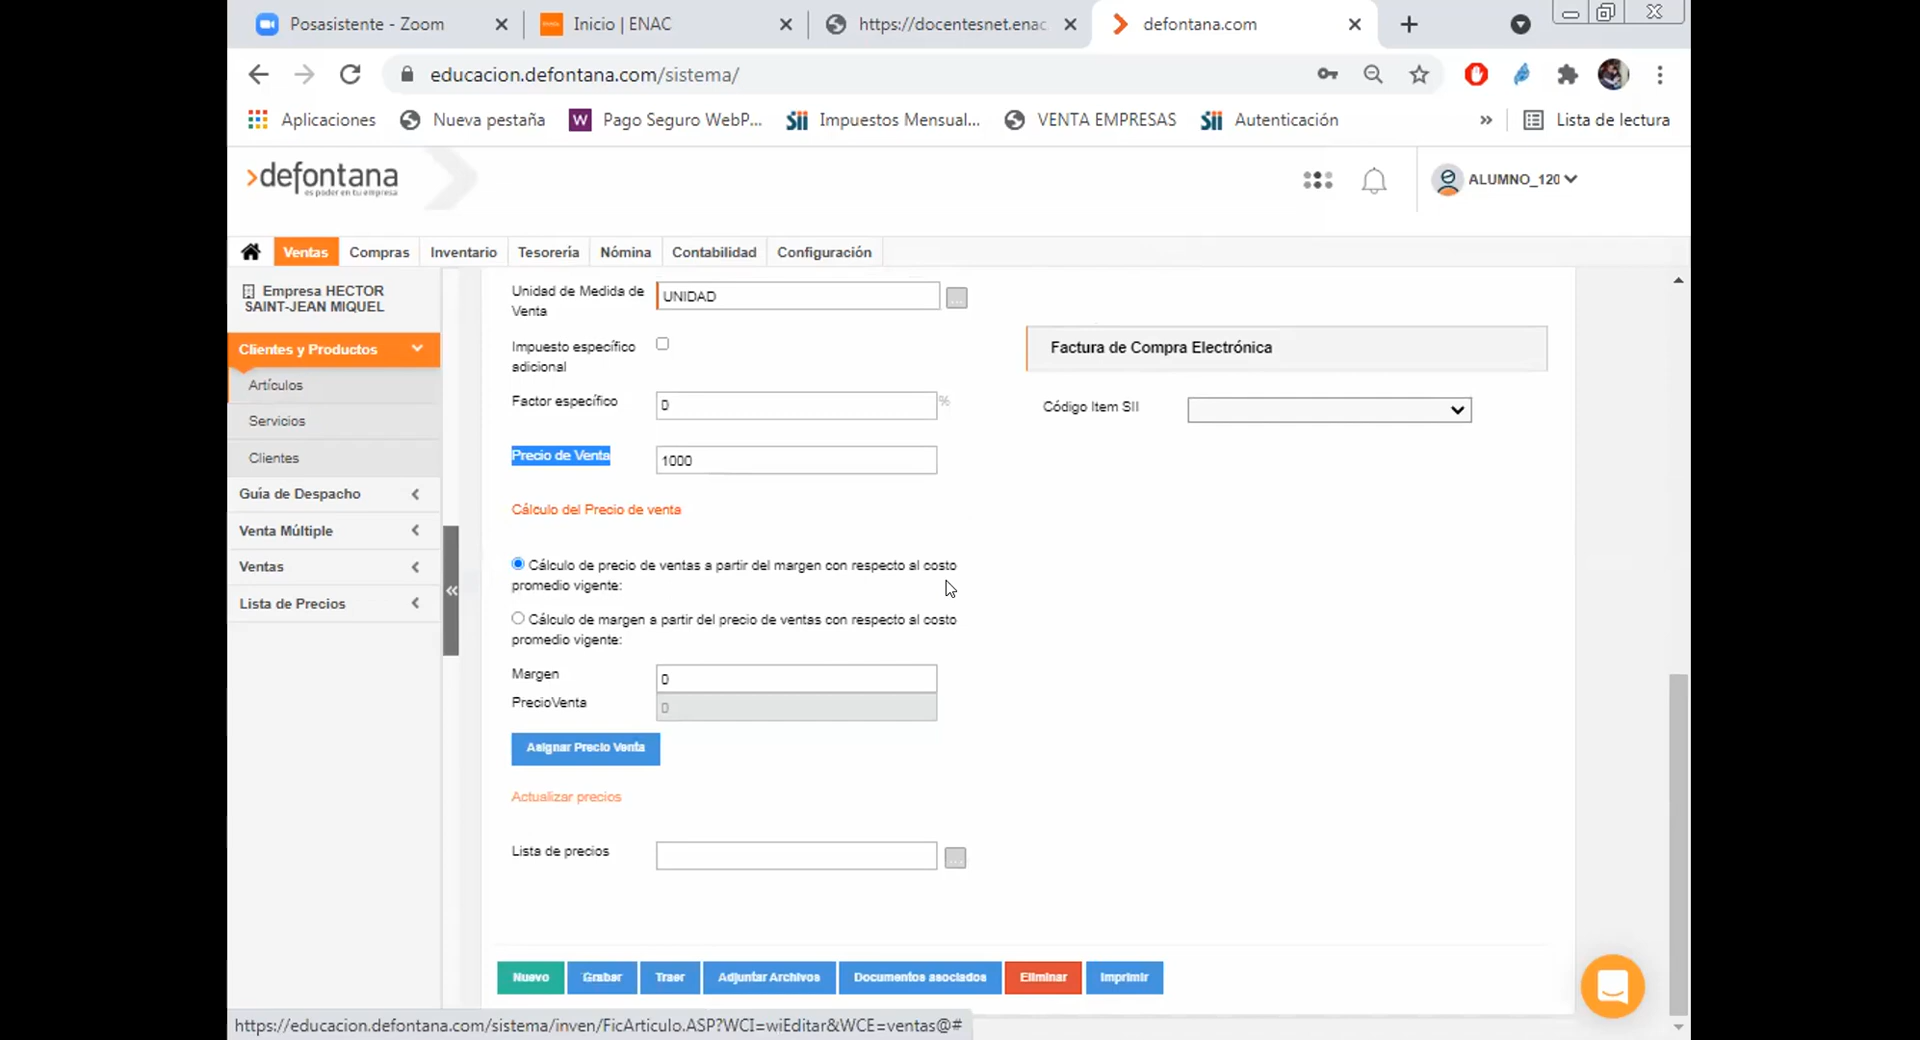 Posasistente - Zoom
Inicio | ENAC
https://docentesnet.enac.
defontana.com
educacion.defontana.com/sistema/
Aplicaciones
Nueva pestaña
W Pago Seguro WebP...
Sii Impuestos Mensual...
VENTA EMPRESAS
Sii Autenticación
»
Lista de lectura
>defontana
es poder en tu empresa
ALUMNO_120
Ventas
Compras
Inventario
Tesorería
Nómina
Contabilidad
Configuración
Empresa HECTOR
SAINT-JEAN MIQUEL
Clientes y Productos
Artículos
Servicios
Clientes
Guía de Despacho
Venta Múltiple
Ventas
Lista de Precios
«
Unidad de Medida de
Venta
UNIDAD
...
Impuesto específico
adicional
Factor específico
0
%
Precio de Venta
1000
Cálculo del Precio de venta
Cálculo de precio de ventas a partir del margen con respecto al costo
promedio vigente:
Cálculo de margen a partir del precio de ventas con respecto al costo
promedio vigente:
Margen
0
PrecioVenta
0
Asignar Precio Venta
Actualizar precios
Lista de precios
...
Factura de Compra Electrónica
Código Item SII
Nuevo
Grabar
Traer
Adjuntar Archivos
Documentos asociados
Eliminar
Imprimir
https://educacion.defontana.com/sistema/inven/FicArticulo.ASP?WCI=wiEditar&WCE=ventas@#